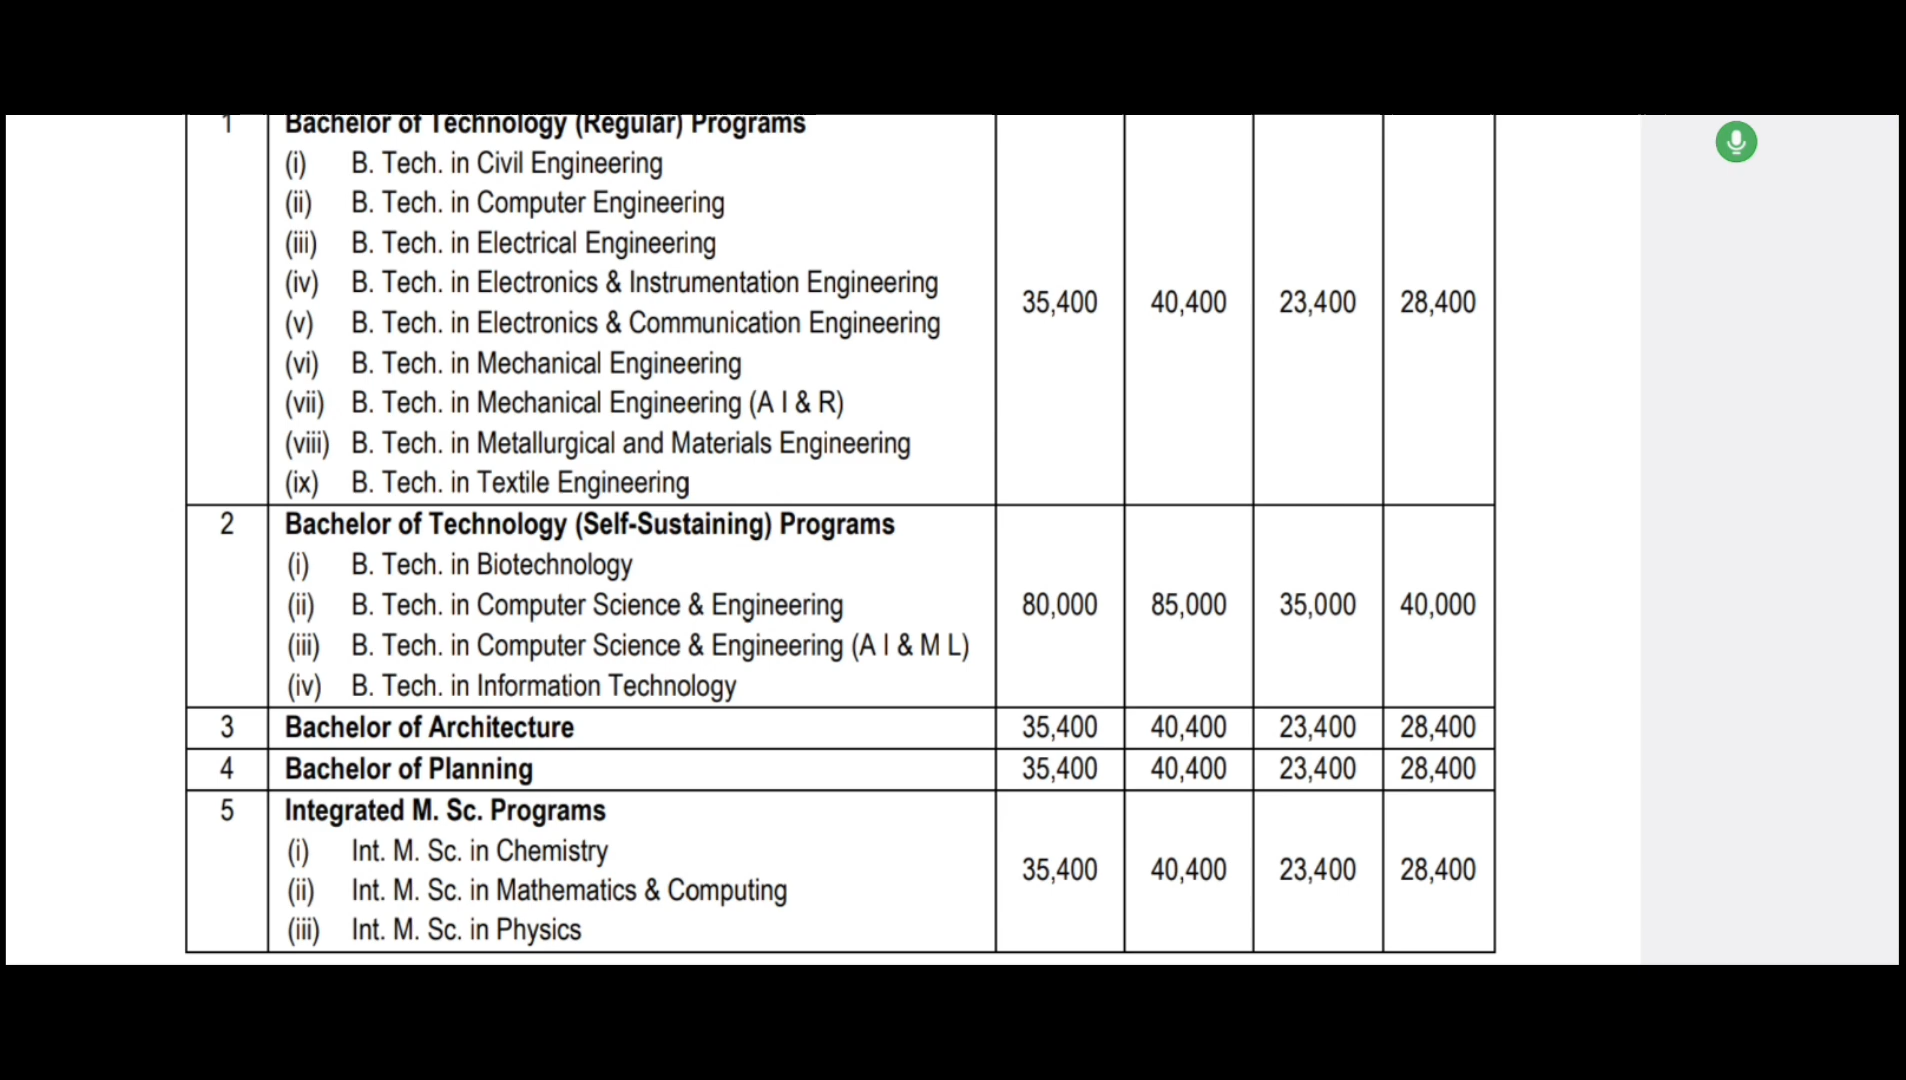 1 Bachelor of Technology (Regular) Programs
(i) B. Tech. in Civil Engineering
(ii) B. Tech. in Computer Engineering
(iii) B. Tech. in Electrical Engineering
(iv) B. Tech. in Electronics & Instrumentation Engineering
35,400 40,400 23,400 28,400
(v) B. Tech. in Electronics & Communication Engineering
(vi) B. Tech. in Mechanical Engineering
(vii) B. Tech. in Mechanical Engineering (A I & R)
(viii) B. Tech. in Metallurgical and Materials Engineering
(ix) B. Tech. in Textile Engineering
2 Bachelor of Technology (Self-Sustaining) Programs
(i) B. Tech. in Biotechnology
(ii) B. Tech. in Computer Science & Engineering 80,000 85,000 35,000 40,000
(iii) B. Tech. in Computer Science & Engineering (A I & M L)
(iv) B. Tech. in Information Technology
3 Bachelor of Architecture 35,400 40,400 23,400 28,400
4 Bachelor of Planning 35,400 40,400 23,400 28,400
5 Integrated M. Sc. Programs
(i) Int. M. Sc. in Chemistry
35,400 40,400 23,400 28,400
(ii) Int. M. Sc. in Mathematics & Computing
(iii) Int. M. Sc. in Physics